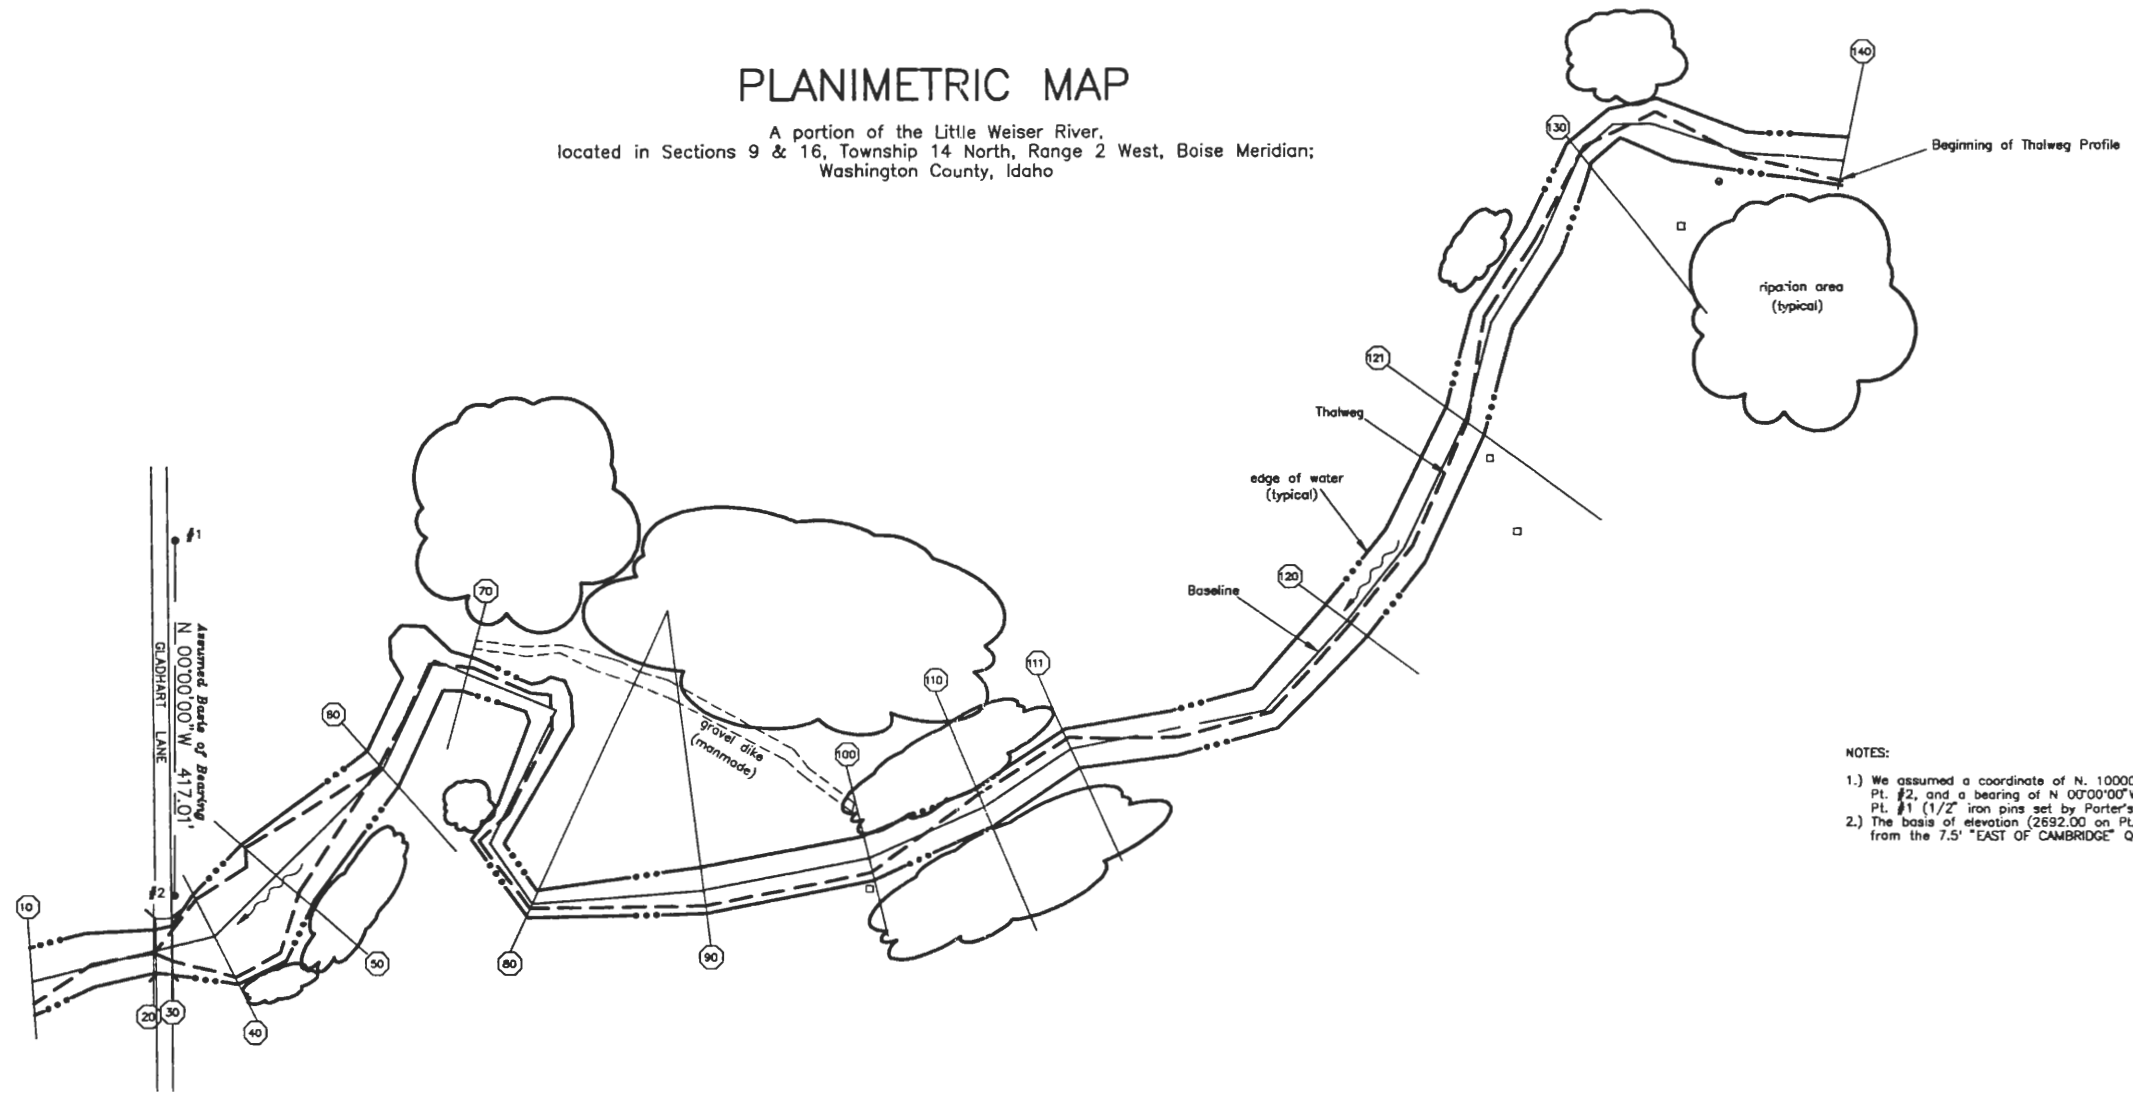 PLANIMETRIC MAP
A portion of the Little Weiser River,
located in Sections 9 & 16, Township 14 North, Range 2 West, Boise Meridian;
Washington County, Idaho
140
130
Beginning of Thalweg Profile
riparian area
(typical)
121
Thalweg
edge of water
(typical)
120
Baseline
#1
70
Assumed Basis of Bearing
N 00°00'00"W 417.01'
GLADHART LANE
60
111
110
gravel dike
(manmade)
100
NOTES:
1.) We assumed a coordinate of N. 10000
Pt. #2, and a bearing of N 00°00'00"W
Pt. #1 (1/2" iron pins set by Porter's
2.) The basis of elevation (2692.00 on Pt.
from the 7.5' "EAST OF CAMBRIDGE" Q
#2
10
50
80
90
20
30
40